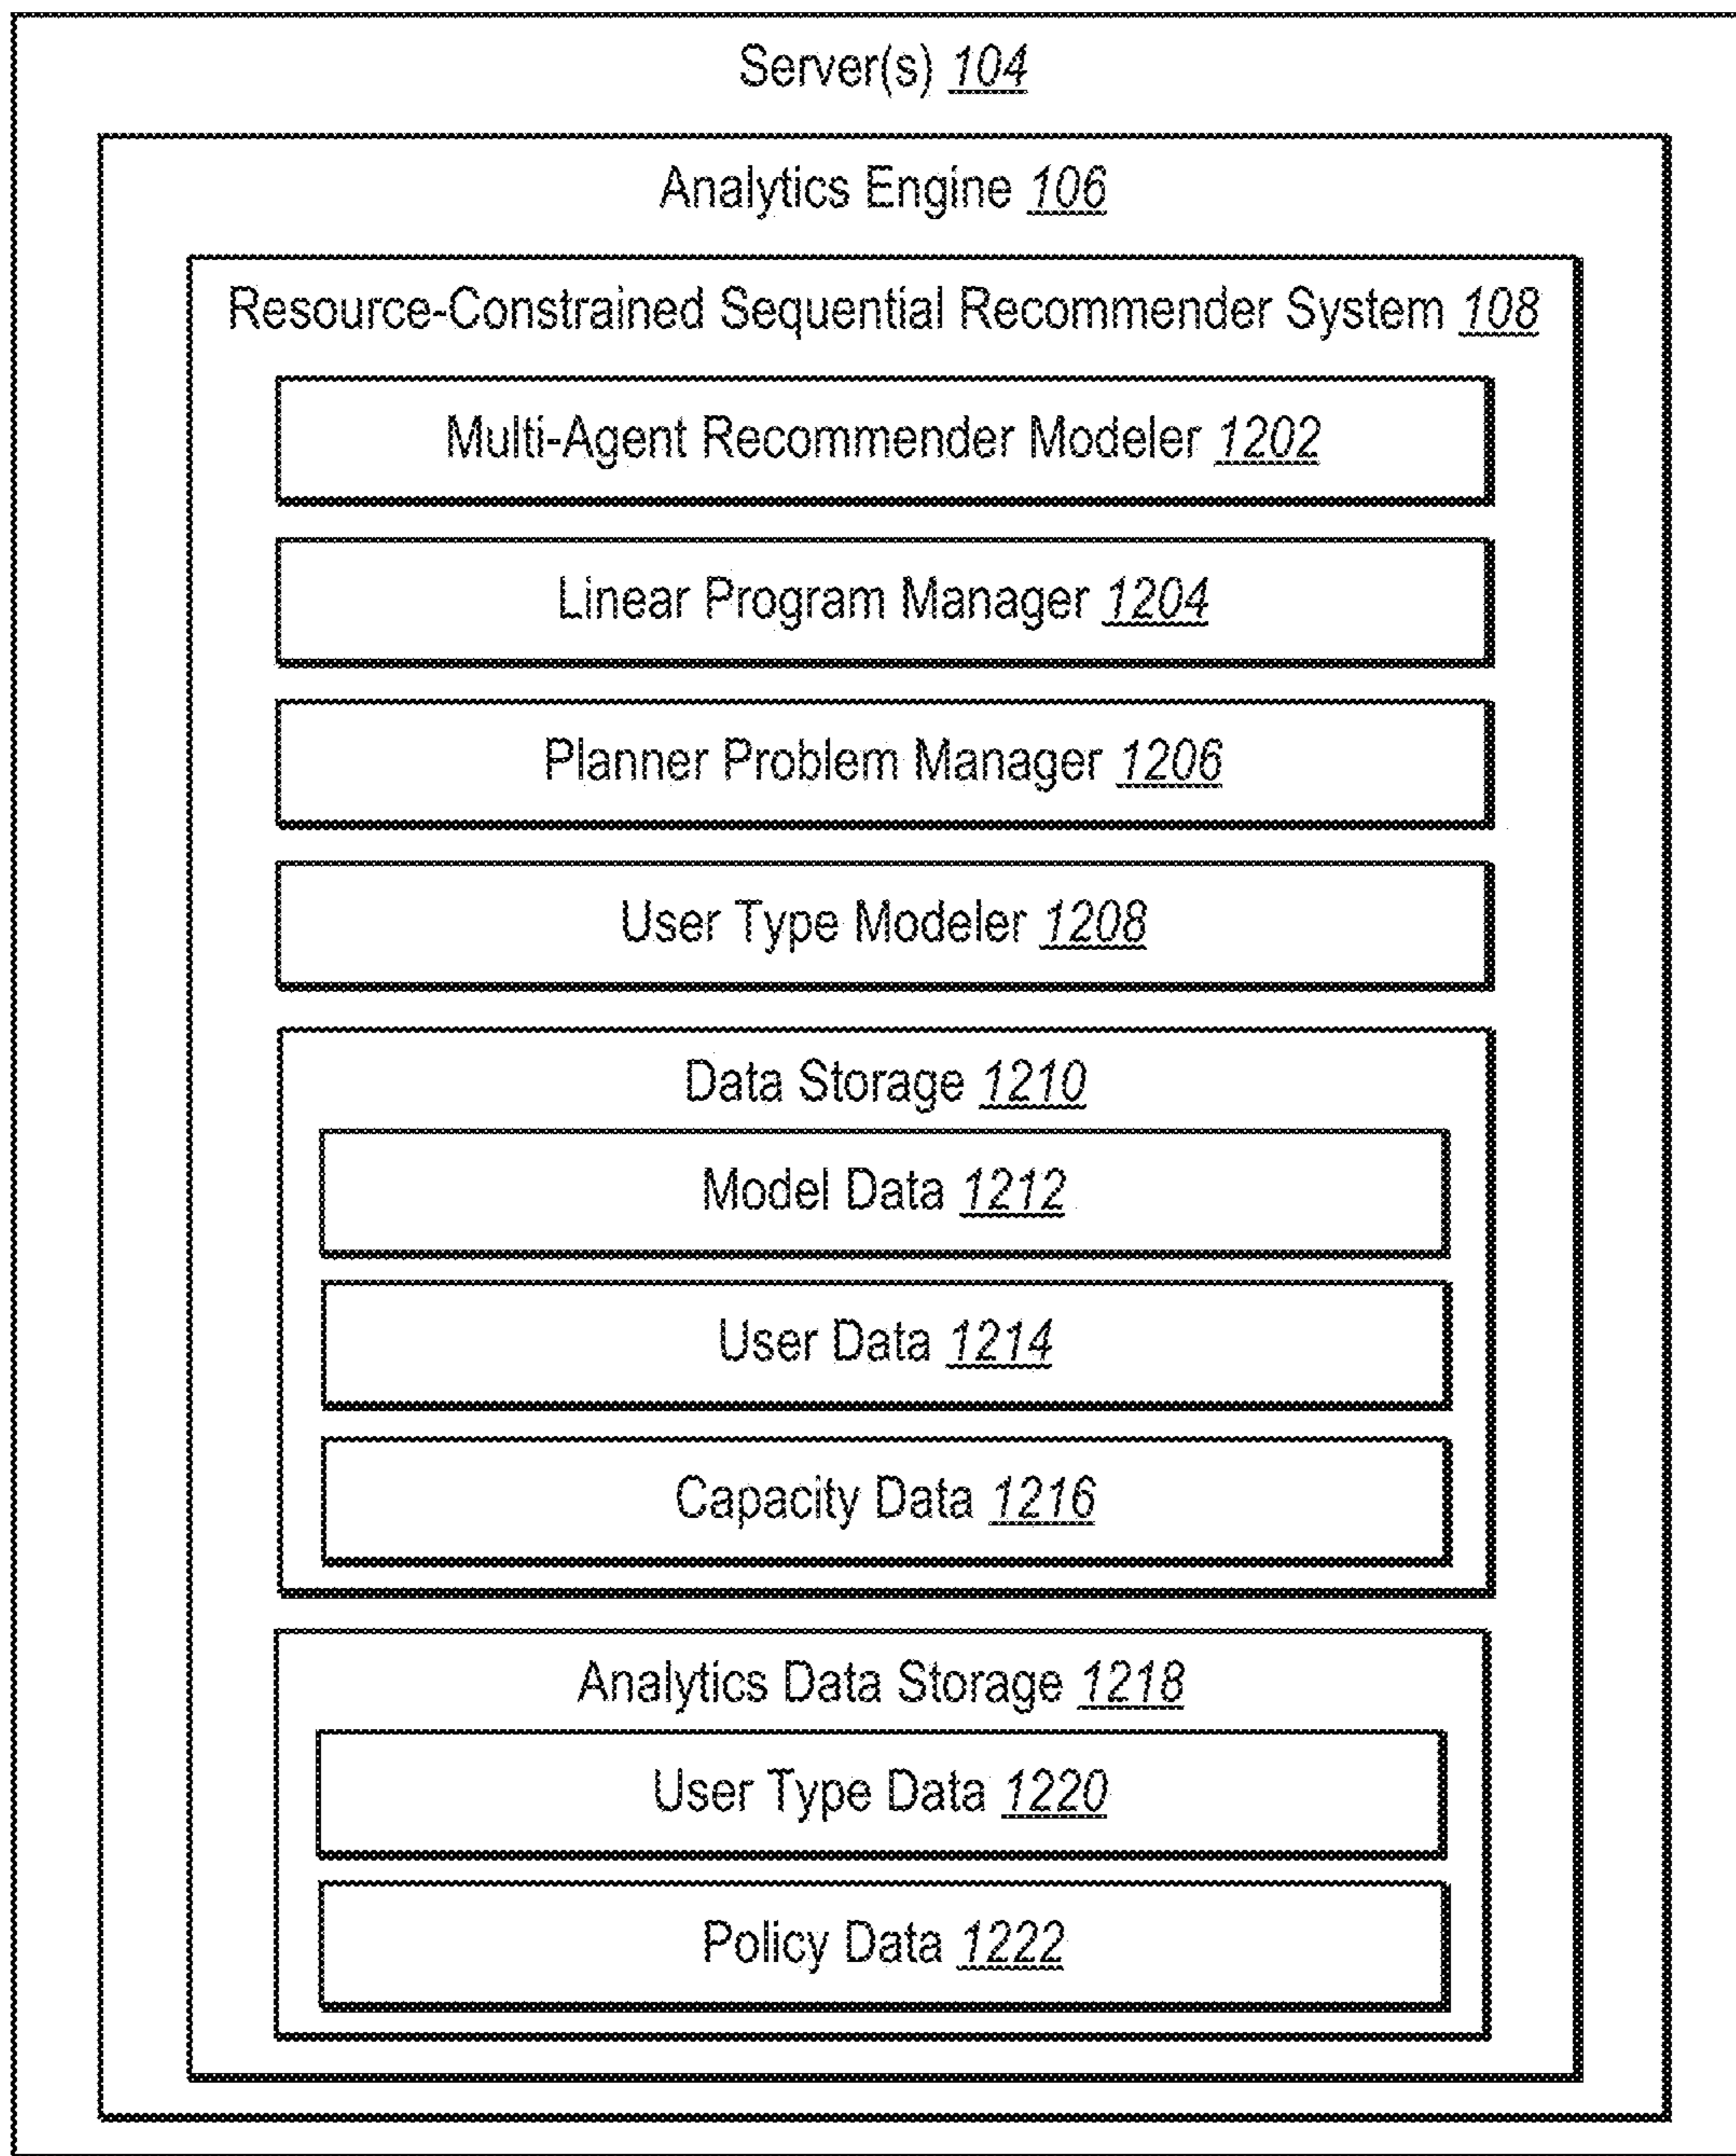 Server(s) 104
Analytics Engine 106
Resource-Constrained Sequential Recommender System 108
Multi-Agent Recommender Modeler 1202
Linear Program Manager 1204
Planner Problem Manager 1206
User Type Modeler 1208
Data Storage 1210
Model Data 1212
User Data 1214
Capacity Data 1216
Analytics Data Storage 1218
User Type Data 1220
Policy Data 1222